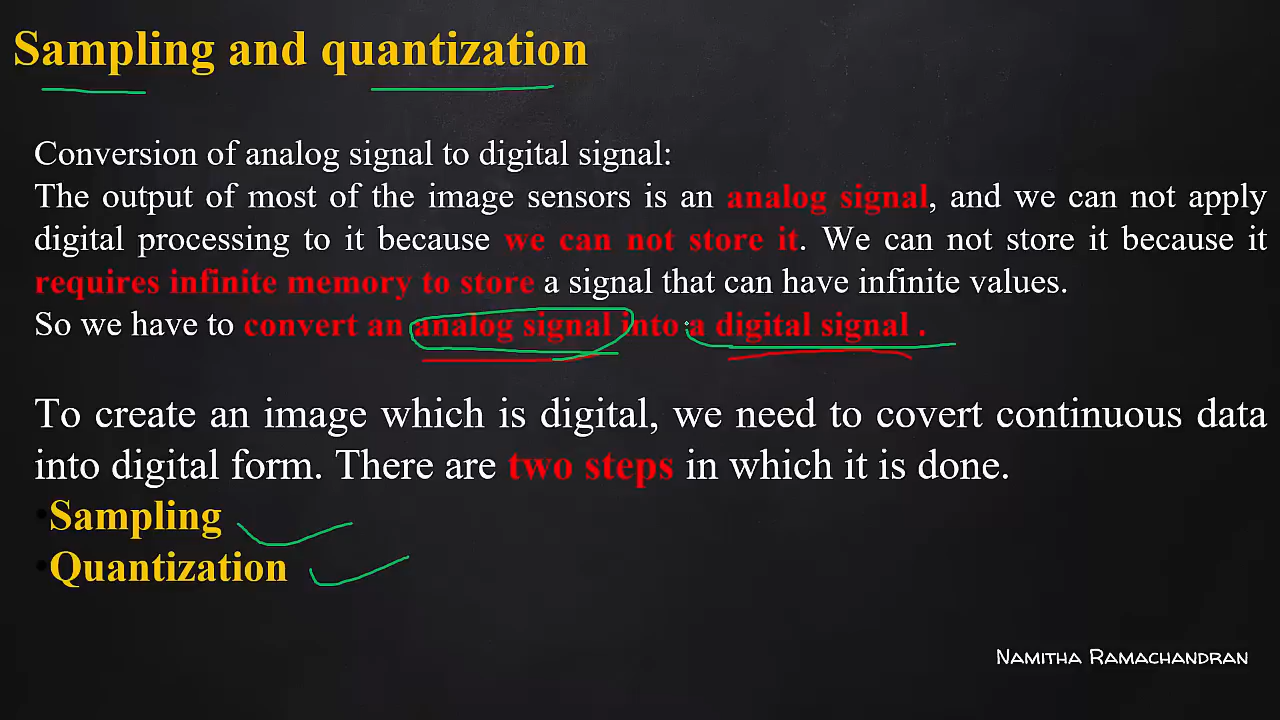 Sampling and quantization
Conversion of analog signal to digital signal:
The output of most of the image sensors is an analog signal, and we can not apply
digital processing to it because we can not store it. We can not store it because it
requires infinite memory to store a signal that can have infinite values.
So we have to convert an analog signal into a digital signal .
To create an image which is digital, we need to covert continuous data
into digital form. There are two steps in which it is done.
•Sampling
•Quantization
Namitha Ramachandran